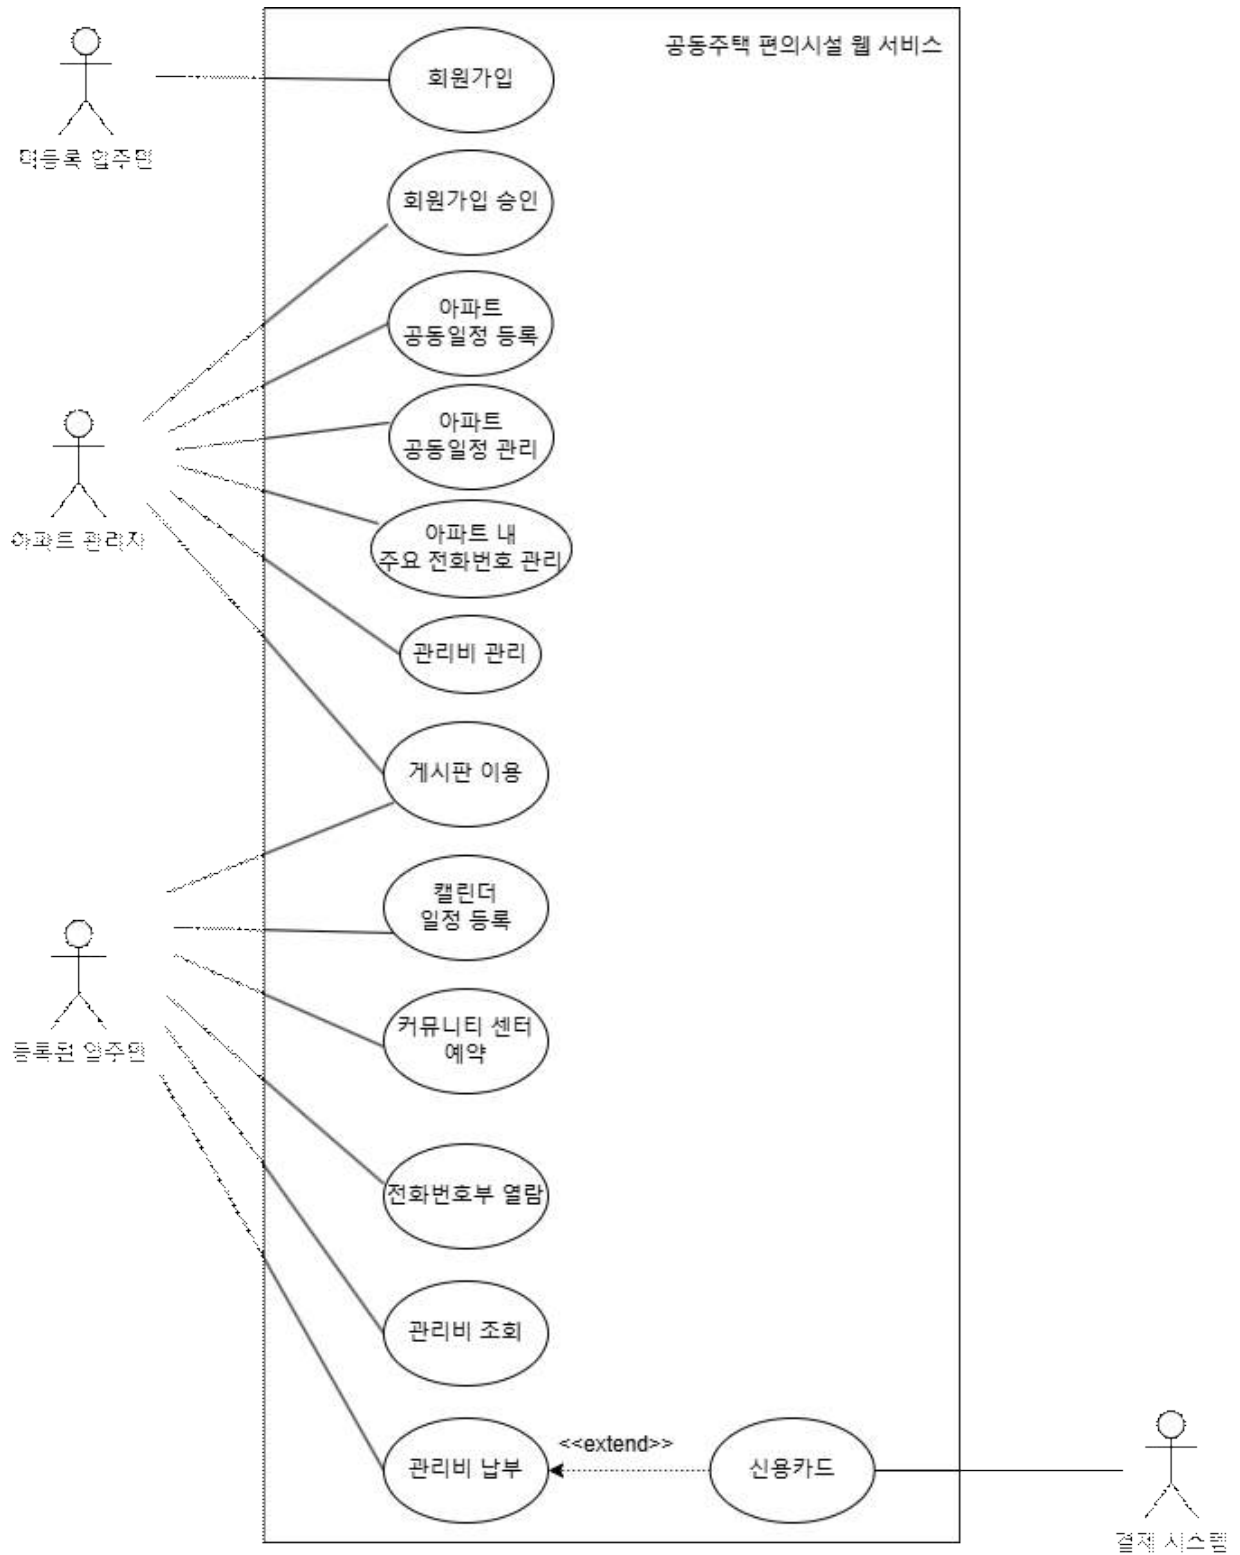 공동주택 편의시설 웹 서비스
회원가입
미등록 입주민
회원가입 승인
아파트
공동일정 등록
아파트
공동일정 관리
아파트 내
주요 전화번호 관리
아파트 관리자
관리비 관리
게시판 이용
캘린더
일정 등록
커뮤니티 센터
예약
등록된 입주민
전화번호부 열람
관리비 조회
관리비 납부
<<extend>>
신용카드
결제 시스템